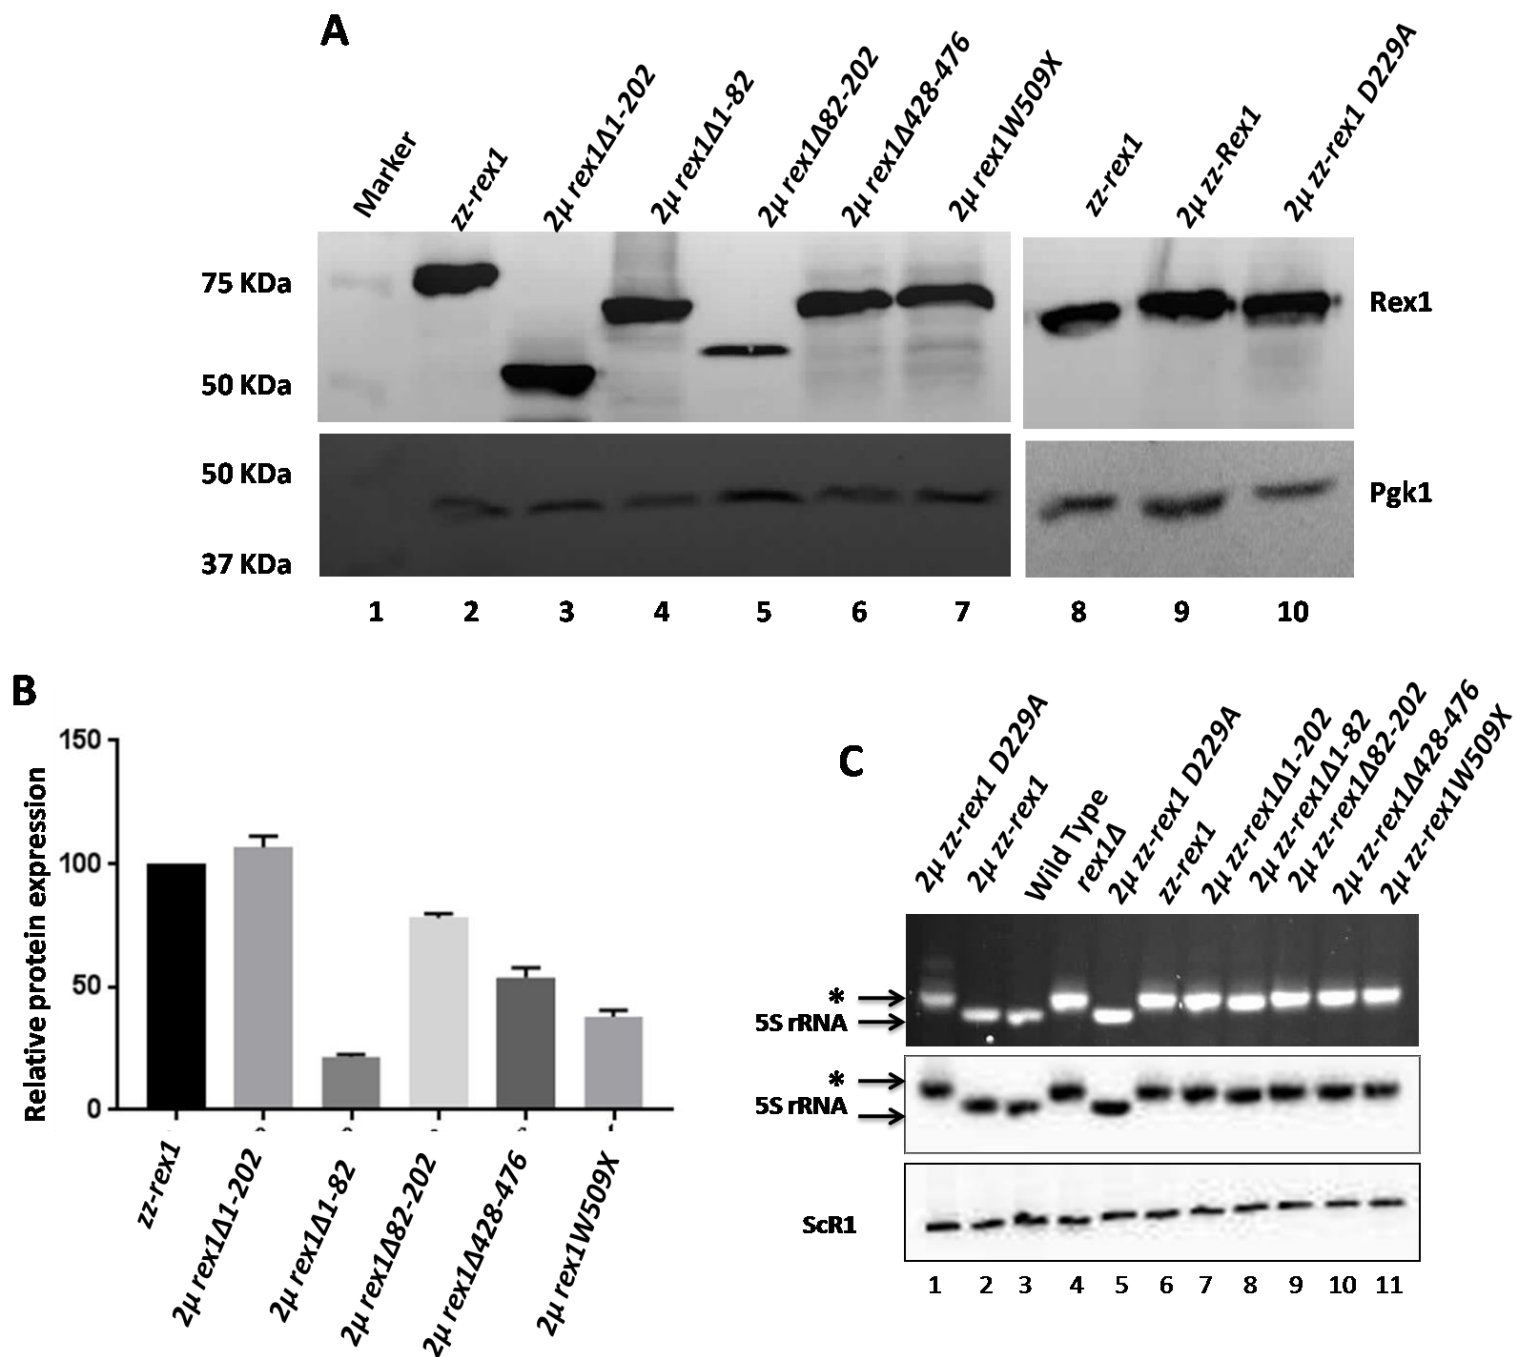 A
Marker
zz-rex1
2μ rex1Δ1-202
2μ rex1Δ1-82
2μ rex1Δ82-202
2μ rex1Δ428-476
2μ rex1W509X
zz-rex1
2μ zz-Rex1
2μ zz-rex1 D229A
75 KDa
50 KDa
Rex1
50 KDa
37 KDa
Pgk1
1 2 3 4 5 6 7 8 9 10
B
Relative protein expression
150
100
50
0
zz-rex1
2μ rex1Δ1-202
2μ rex1Δ1-82
2μ rex1Δ82-202
2μ rex1Δ428-476
2μ rex1W509X
C
2μ zz-rex1 D229A
2μ zz-rex1
Wild Type
rex1Δ
2μ zz-rex1 D229A
zz-rex1
2μ zz-rex1Δ1-202
2μ zz-rex1Δ1-82
2μ zz-rex1Δ82-202
2μ zz-rex1Δ428-476
2μ zz-rex1W509X
*
5S rRNA
*
5S rRNA
ScR1
1 2 3 4 5 6 7 8 9 10 11